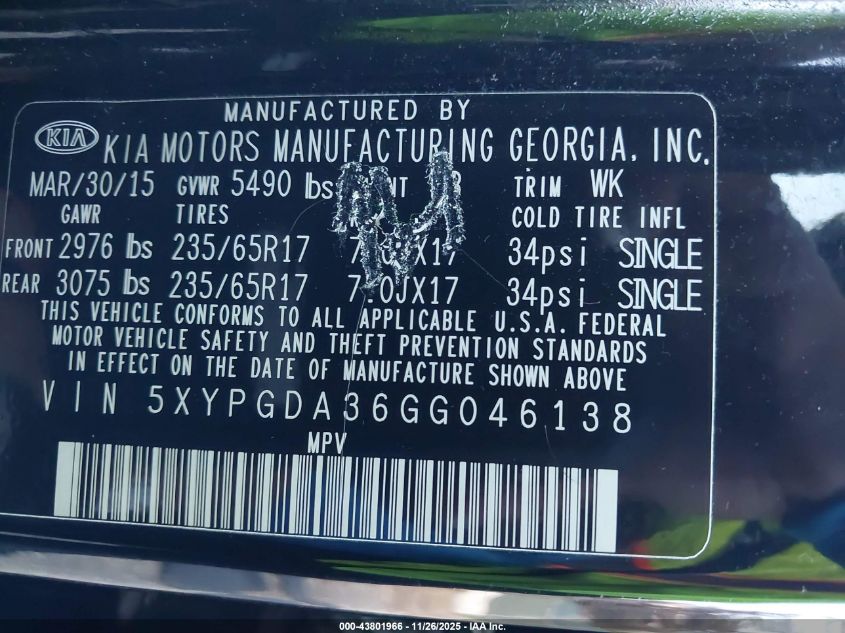 MANUFACTURED BY
KIA KIA MOTORS MANUFACTURING GEORGIA, INC.
MAR/30/15 GVWR 5490 lbs TRIM WK
GAWR TIRES COLD TIRE INFL
FRONT 2976 lbs 235/65R17 34psi SINGLE
REAR 3075 lbs 235/65R17 7.0JX17 34psi SINGLE
THIS VEHICLE CONFORMS TO ALL APPLICABLE U.S.A. FEDERAL
MOTOR VEHICLE SAFETY AND THEFT PREVENTION STANDARDS
IN EFFECT ON THE DATE OF MANUFACTURE SHOWN ABOVE
VIN 5XYPGDA36GG046138
MPV
000-43801966 - 11/26/2025 - IAA Inc.